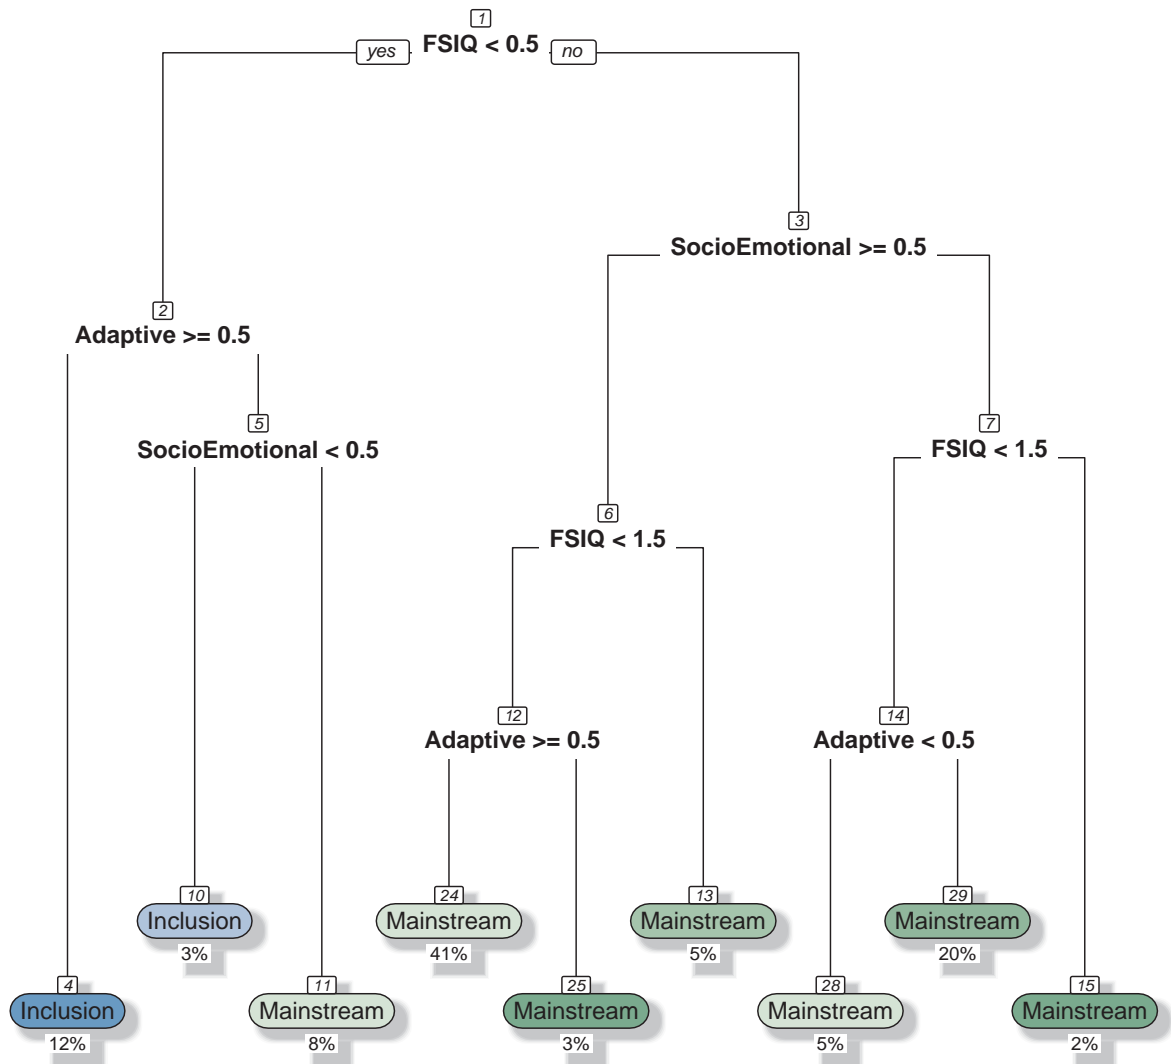 1
FSIQ < 0.5
yes
no
3
SocioEmotional >= 0.5
2
Adaptive >= 0.5
5
SocioEmotional < 0.5
7
FSIQ < 1.5
6
FSIQ < 1.5
12
Adaptive >= 0.5
14
Adaptive < 0.5
10
Inclusion
3%
24
Mainstream
41%
13
Mainstream
5%
29
Mainstream
20%
4
Inclusion
12%
11
Mainstream
8%
25
Mainstream
3%
28
Mainstream
5%
15
Mainstream
2%